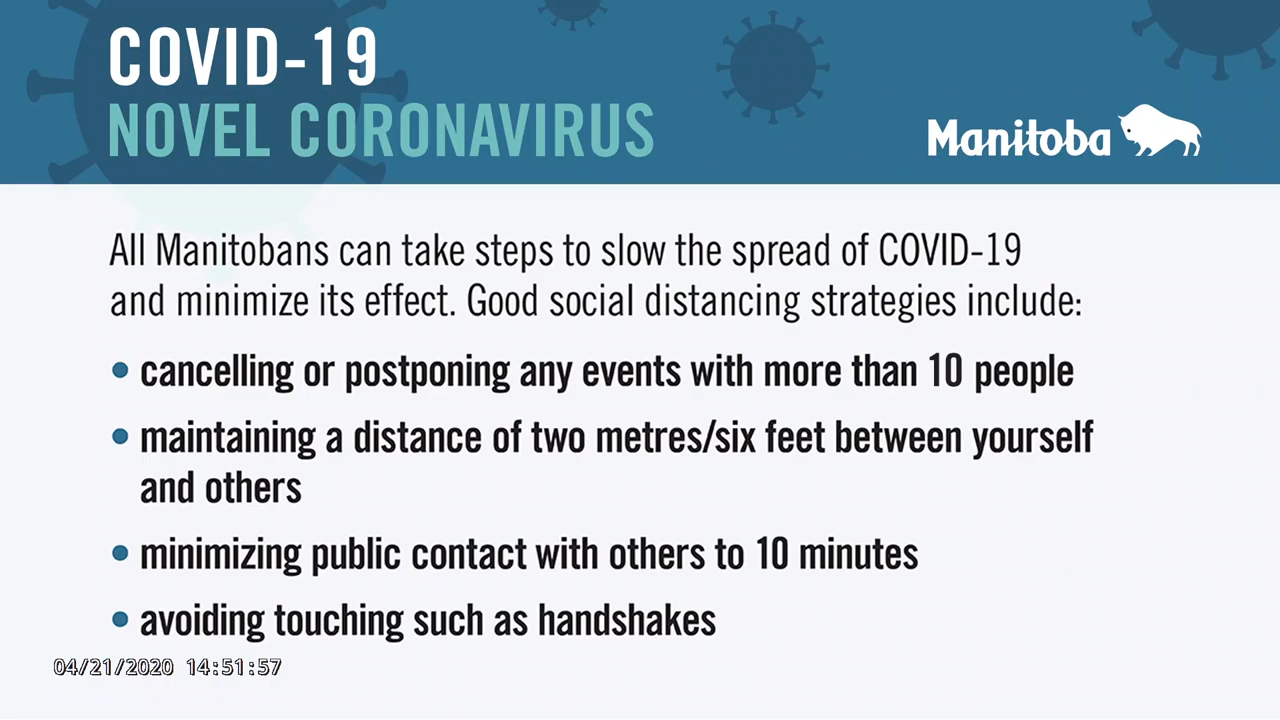 COVID-19
NOVEL CORONAVIRUS
Manitoba
All Manitobans can take steps to slow the spread of COVID-19
and minimize its effect. Good social distancing strategies include:
• cancelling or postponing any events with more than 10 people
• maintaining a distance of two metres/six feet between yourself
and others
• minimizing public contact with others to 10 minutes
• avoiding touching such as handshakes
04/21/2020 14:51:57